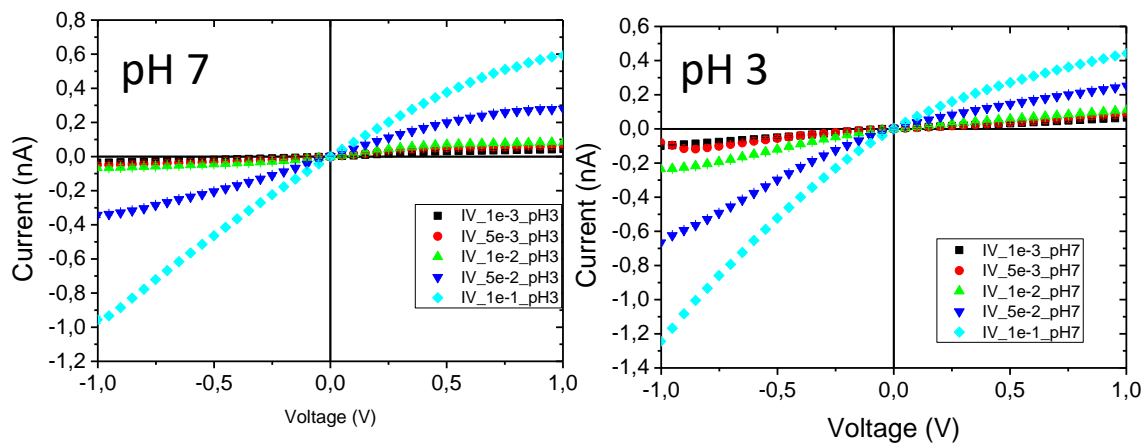 pH 7
0,8
0,6
0,4
0,2
0,0
-0,2
-0,4
-0,6
-0,8
-1,0
-1,2
Current (nA)
IV_1e-3_pH3
IV_5e-3_pH3
IV_1e-2_pH3
IV_5e-2_pH3
IV_1e-1_pH3
-1,0 -0,5 0,0 0,5 1,0
Voltage (V)
pH 3
0,6
0,4
0,2
0,0
-0,2
-0,4
-0,6
-0,8
-1,0
-1,2
-1,4
Current (nA)
IV_1e-3_pH7
IV_5e-3_pH7
IV_1e-2_pH7
IV_5e-2_pH7
IV_1e-1_pH7
-1,0 -0,5 0,0 0,5 1,0
Voltage (V)